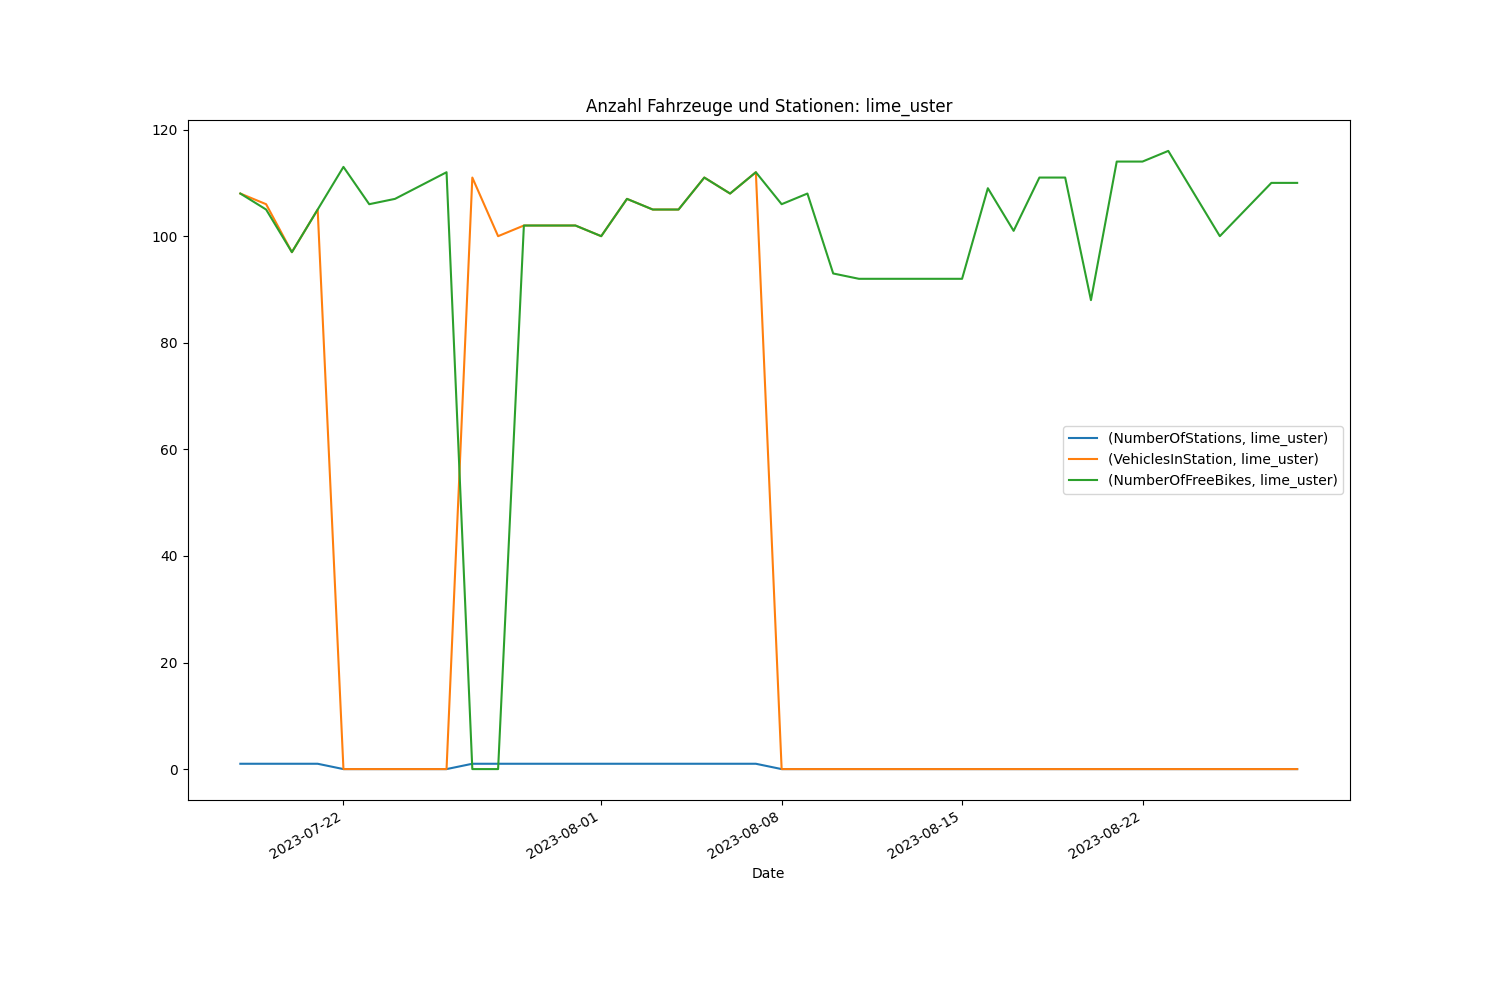 Anzahl Fahrzeuge und Stationen: lime_uster
120
100
80
60
40
20
0
(NumberOfStations, lime_uster)
(VehiclesInStation, lime_uster)
(NumberOfFreeBikes, lime_uster)
2023-07-22
2023-08-01
2023-08-08
2023-08-15
2023-08-22
Date